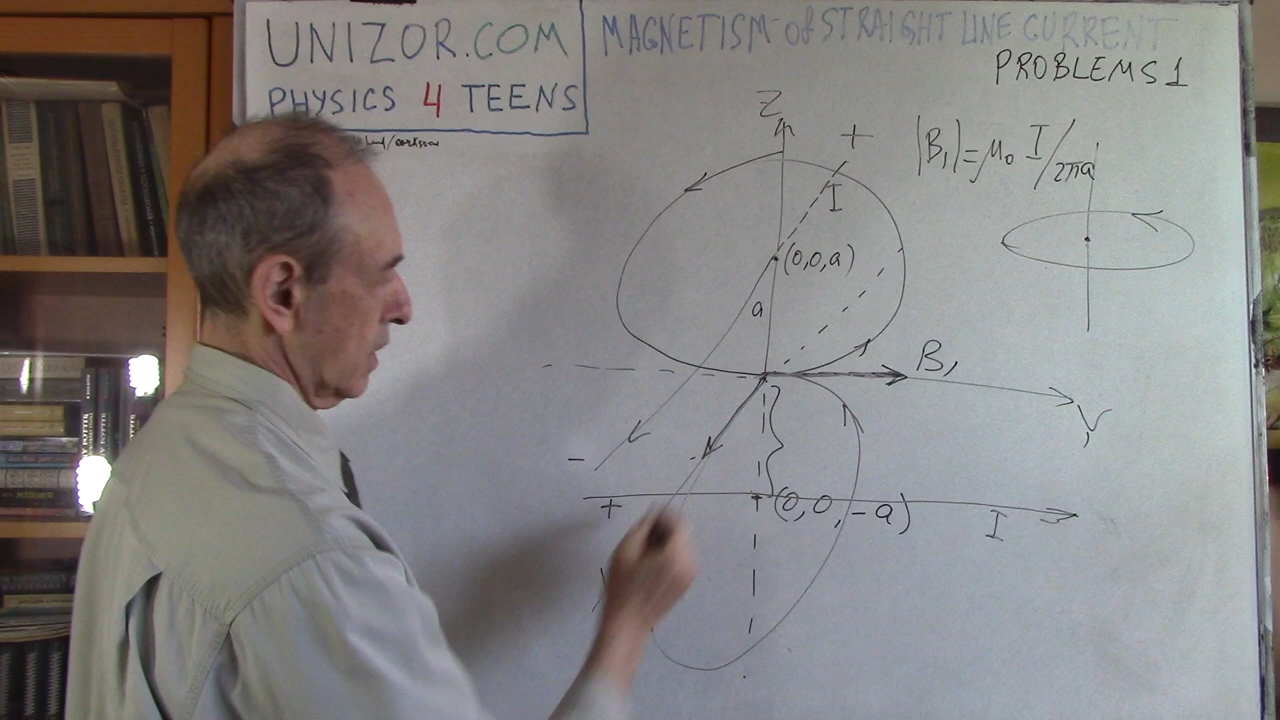 UNIZOR.COM
PHYSICS 4 TEENS
MAGNETISM of STRAIGHT LINE CURRENT
PROBLEMS 1
|B₁|=μ₀ I/2πa
Z
+
I
(0,0,a)
a
B₁
Y
-
+
(0,0,-a)
I